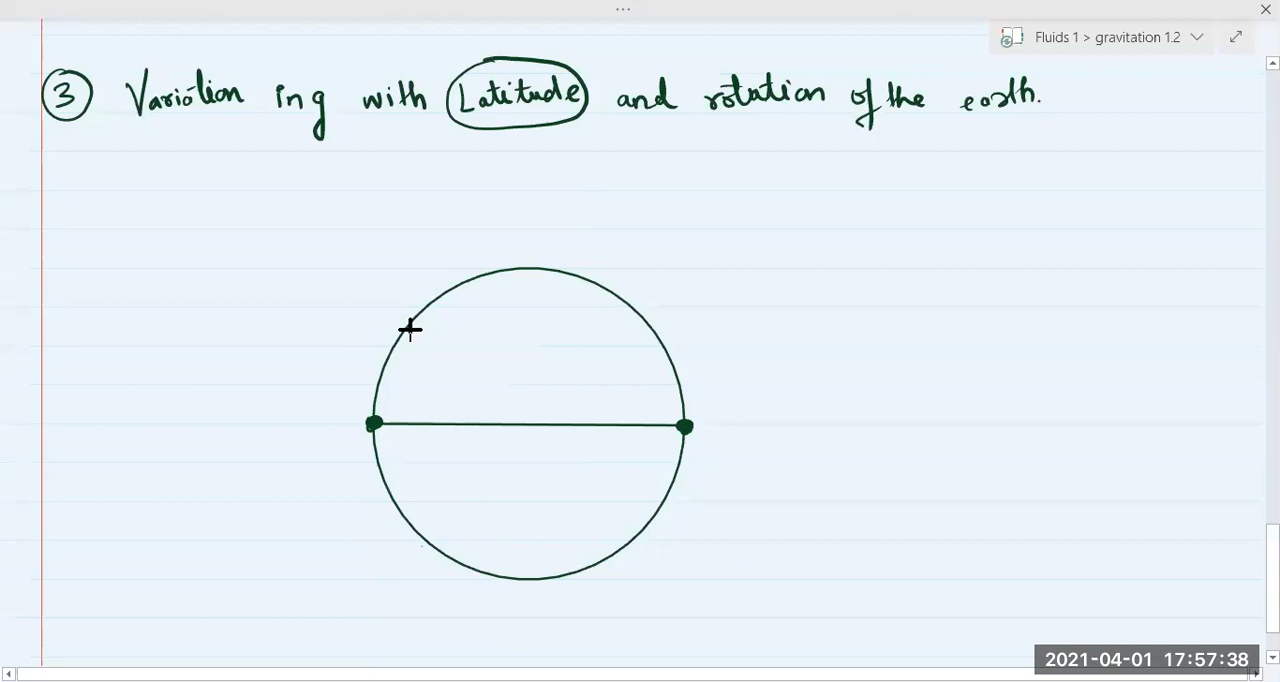 Fluids 1 > gravitation 1.2
3 Variation in g with Latitude and rotation of the earth.
2021-04-01 17:57:38